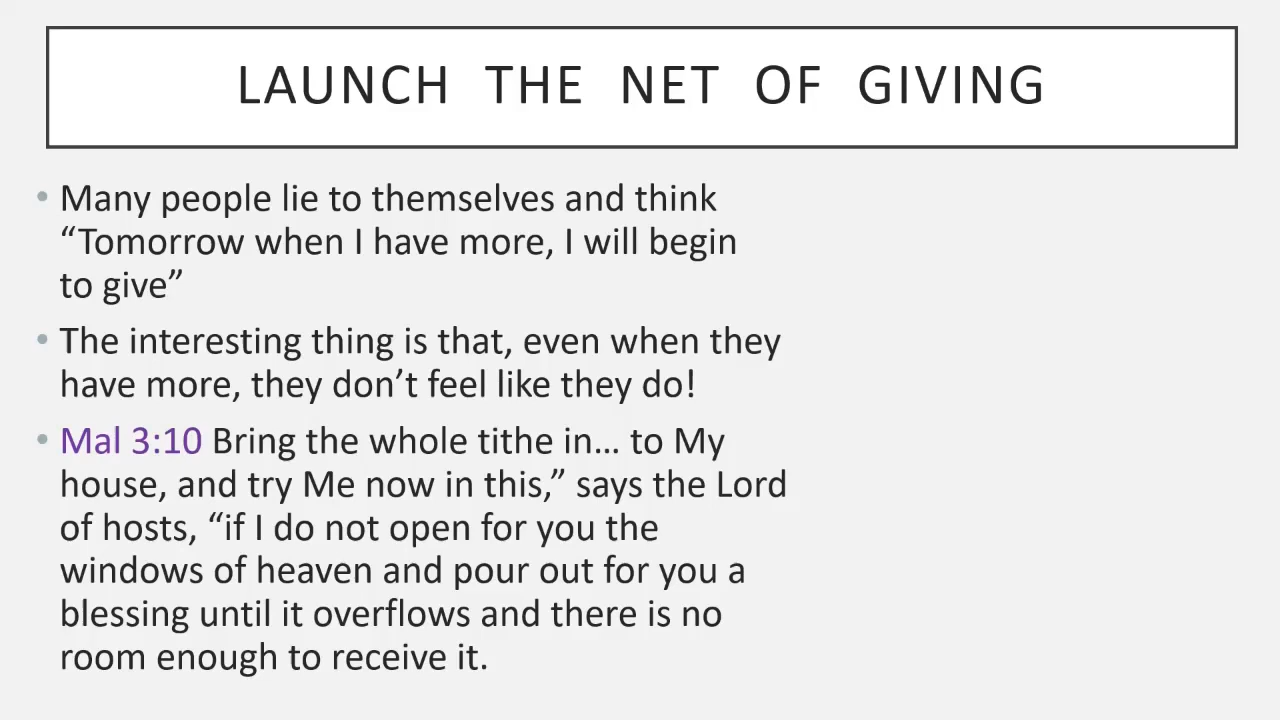 LAUNCH THE NET OF GIVING
• Many people lie to themselves and think
“Tomorrow when I have more, I will begin
to give”
• The interesting thing is that, even when they
have more, they don’t feel like they do!
• Mal 3:10 Bring the whole tithe in… to My
house, and try Me now in this,” says the Lord
of hosts, “if I do not open for you the
windows of heaven and pour out for you a
blessing until it overflows and there is no
room enough to receive it.